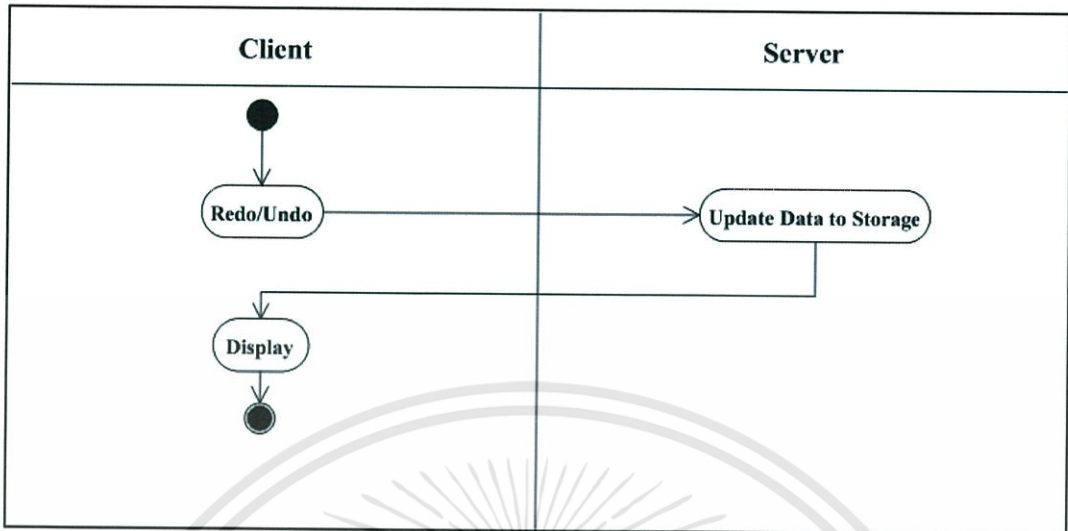 Client
Server
Redo/Undo
Update Data to Storage
Display